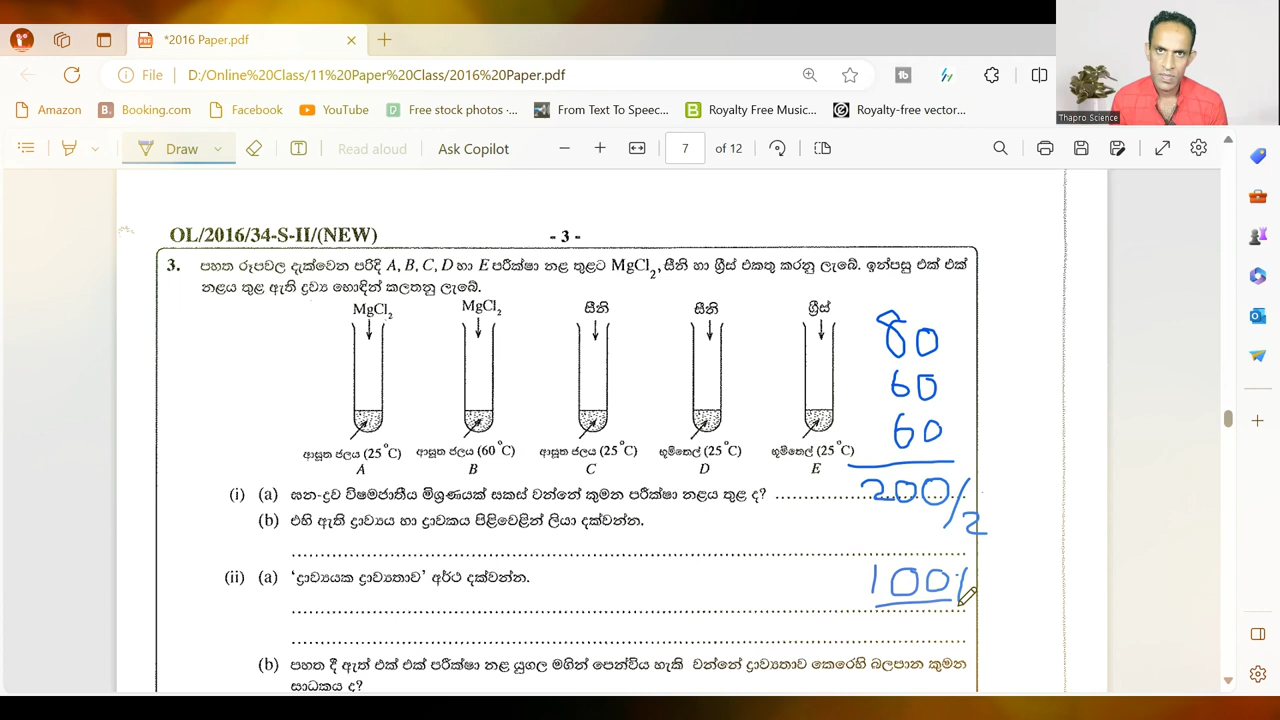 *2016 Paper.pdf
File D:/Online%20Class/11%20Paper%20Class/2016%20Paper.pdf
Amazon B. Booking.com Facebook YouTube Free stock photos ·... From Text To Speec... Royalty Free Music... Royalty-free vector...
Thapro Science
Draw Read aloud Ask Copilot 7 of 12
OL/2016/34-S-II/(NEW) - 3 -
3. පහත රූපවල දැක්වෙන පරිදි A, B, C, D හා E පරීක්ෂා නළ තුළට MgCl₂, සීනි හා ග්‍රීස් එකතු කරනු ලැබේ. ඉන්පසු එක් එක්
නළය තුළ ඇති ද්‍රව්‍ය හොඳින් කලතනු ලැබේ.
MgCl₂ MgCl₂ සීනි සීනි ග්‍රීස්
80
60
60
ආසුත ජලය (25 °C) ආසුත ජලය (60 °C) ආසුත ජලය (25 °C) භූමිතෙල් (25 °C) භූමිතෙල් (25 °C)
A B C D E
200/2
(i) (a) ඝන-ද්‍රව විෂමජාතීය මිශ්‍රණයක් සකස් වන්නේ කුමන පරීක්ෂා නළය තුළ ද? ..............................
(b) එහි ඇති ද්‍රාව්‍යය හා ද්‍රාවකය පිළිවෙළින් ලියා දක්වන්න.
(ii) (a) 'ද්‍රාව්‍යයක ද්‍රාව්‍යතාව' අර්ථ දක්වන්න.
100
(b) පහත දී ඇති එක් එක් පරීක්ෂා නළ යුගල මගින් පෙන්විය හැකි වන්නේ ද්‍රාව්‍යතාව කෙරෙහි බලපාන කුමන
සාධකය ද?